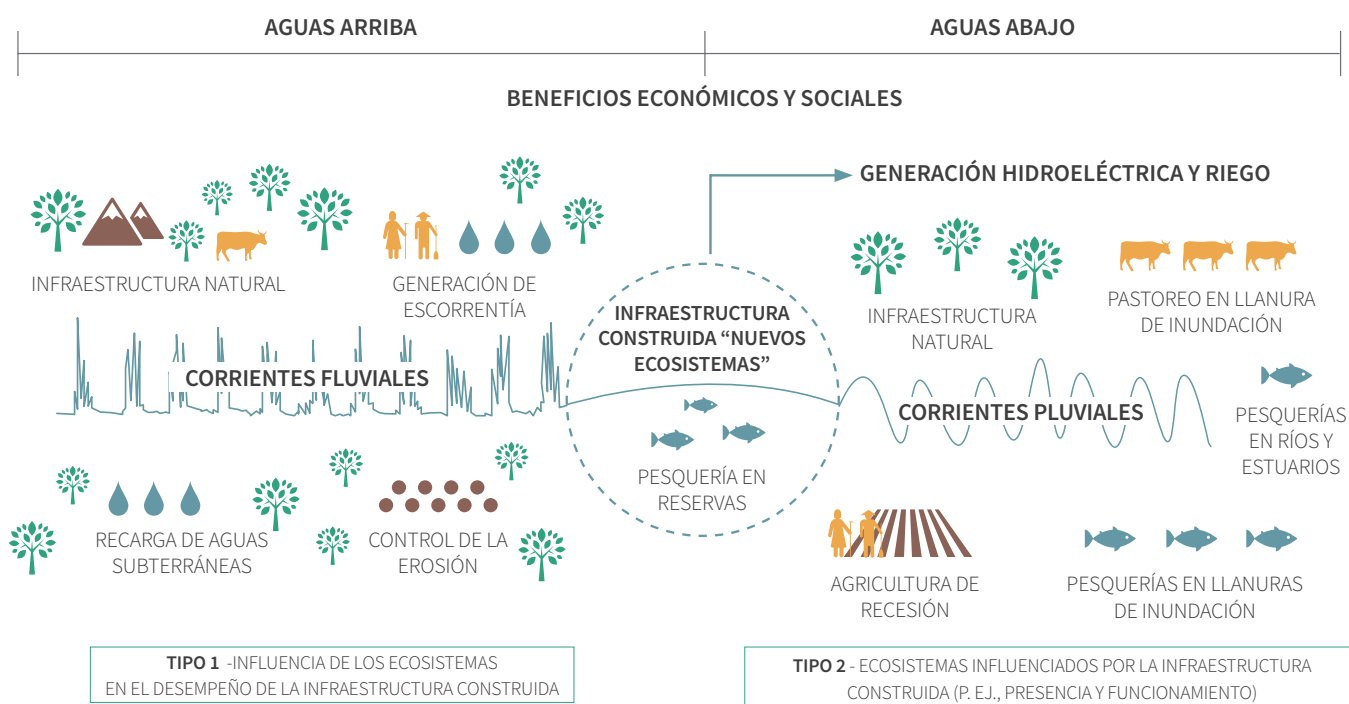 AGUAS ARRIBA
AGUAS ABAJO
BENEFICIOS ECONÓMICOS Y SOCIALES
GENERACIÓN HIDROELÉCTRICA Y RIEGO
INFRAESTRUCTURA NATURAL
GENERACIÓN DE
ESCORRENTÍA
INFRAESTRUCTURA
CONSTRUIDA “NUEVOS
ECOSISTEMAS”
INFRAESTRUCTURA
NATURAL
PASTOREO EN LLANURA
DE INUNDACIÓN
CORRIENTES FLUVIALES
CORRIENTES PLUVIALES
PESQUERÍAS
EN RÍOS Y
ESTUARIOS
PESQUERÍA EN
RESERVAS
RECARGA DE AGUAS
SUBTERRÁNEAS
CONTROL DE LA
EROSIÓN
AGRICULTURA DE
RECESIÓN
PESQUERÍAS EN LLANURAS
DE INUNDACIÓN
TIPO 1 -INFLUENCIA DE LOS ECOSISTEMAS
EN EL DESEMPEÑO DE LA INFRAESTRUCTURA CONSTRUIDA
TIPO 2 - ECOSISTEMAS INFLUENCIADOS POR LA INFRAESTRUCTURA
CONSTRUIDA (P. EJ., PRESENCIA Y FUNCIONAMIENTO)